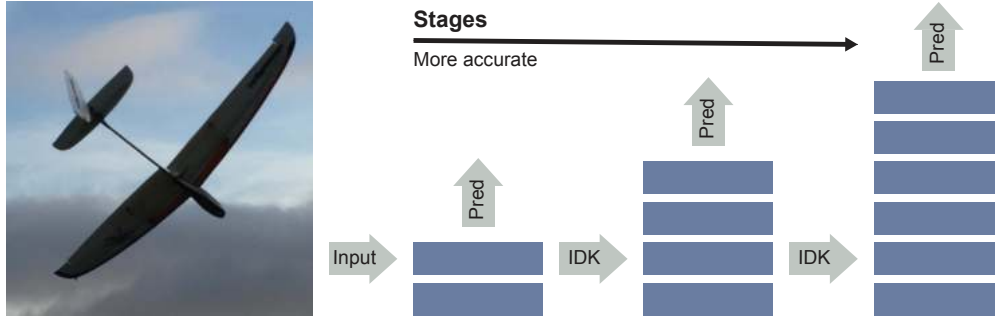 Stages
More accurate
Pred
Pred
Pred
Input
IDK
IDK